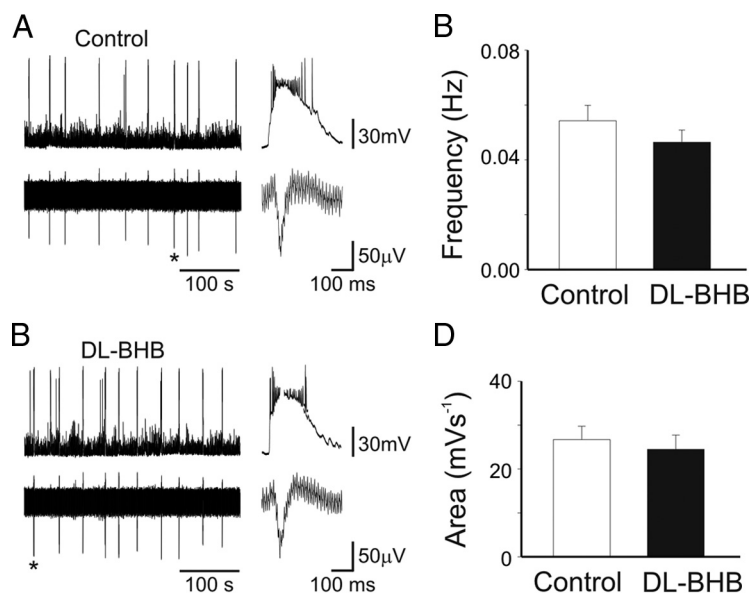 A
Control
30mV
50μV
*
100 s
100 ms
B
Frequency (Hz)
0.08
0.04
0.00
Control
DL-BHB
B
DL-BHB
30mV
50μV
*
100 s
100 ms
D
Area (mVs⁻¹)
40
20
0
Control
DL-BHB